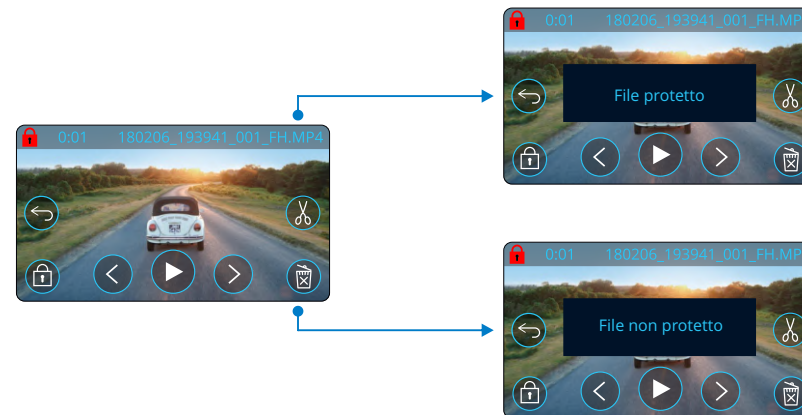 0:01 180206_193941_001_FH.MP
File protetto
0:01 180206_193941_001_FH.MP4
0:01 180206_193941_001_FH.MP
File non protetto